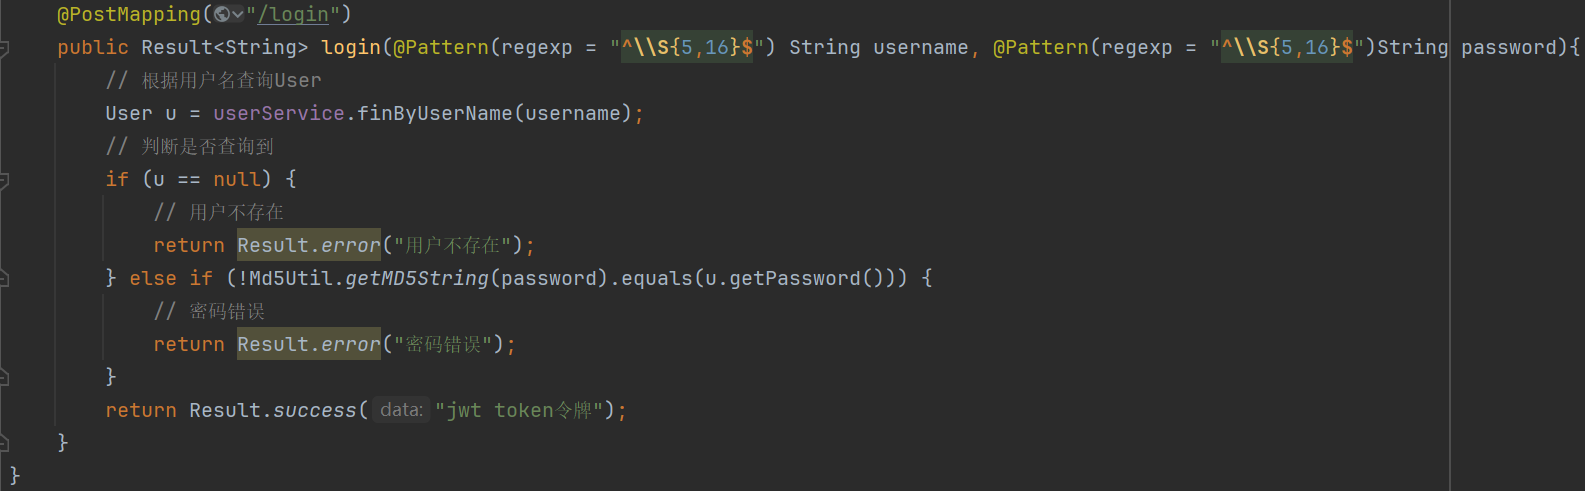 @PostMapping("/login")
public Result<String> login(@Pattern(regexp = "^\\S{5,16}$") String username, @Pattern(regexp = "^\\S{5,16}$")String password){
// 根据用户名查询User
User u = userService.finByUserName(username);
// 判断是否查询到
if (u == null) {
// 用户不存在
return Result.error("用户不存在");
} else if (!Md5Util.getMD5String(password).equals(u.getPassword())) {
// 密码错误
return Result.error("密码错误");
}
return Result.success( data: "jwt token令牌");
}
}